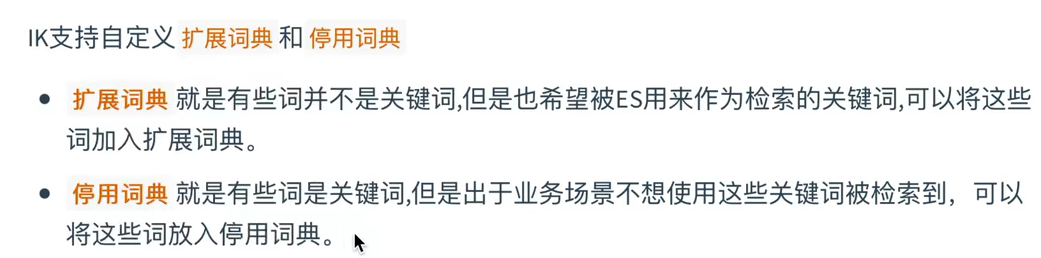 IK支持自定义 扩展词典 和 停用词典
• 扩展词典 就是有些词并不是关键词,但是也希望被ES用来作为检索的关键词,可以将这些
词加入扩展词典。
• 停用词典 就是有些词是关键词,但是出于业务场景不想使用这些关键词被检索到，可以
将这些词放入停用词典。